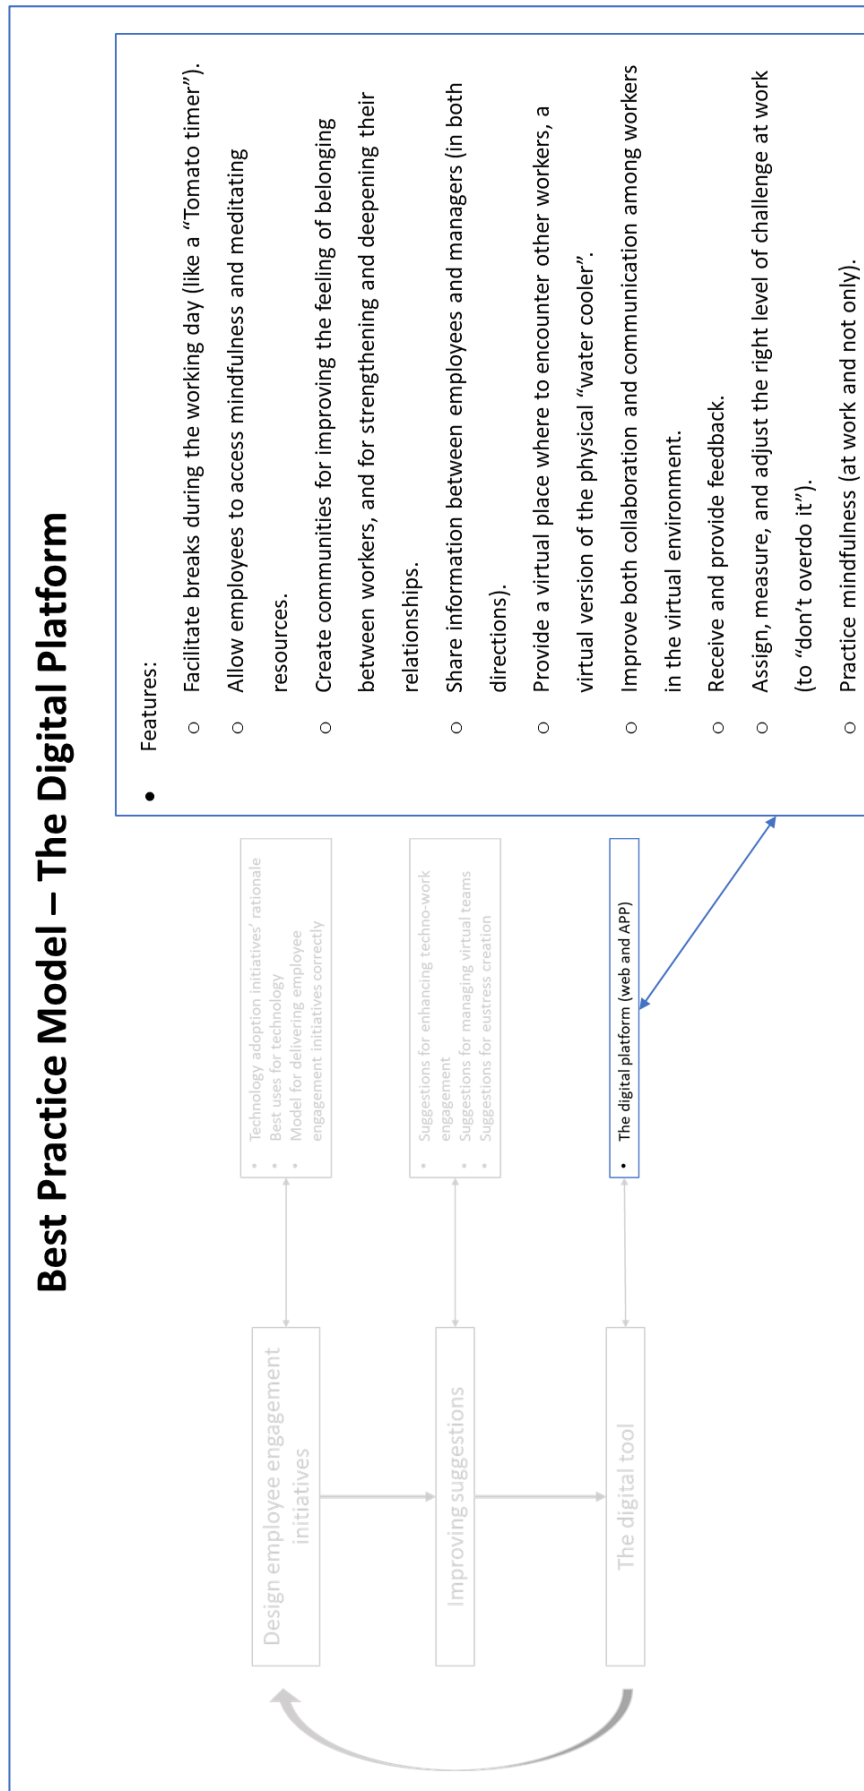 Best Practice Model – The Digital Platform
Design employee engagement
initiatives
Improving suggestions
The digital tool
• Technology adoption initiatives' rationale
• Best uses for technology
• Model for delivering employee
engagement initiatives correctly
• Suggestions for enhancing techno-work
engagement
• Suggestions for managing virtual teams
• Suggestions for eustress creation
• The digital platform (web and APP)
• Features:
○ Facilitate breaks during the working day (like a “Tomato timer”).
○ Allow employees to access mindfulness and meditating
resources.
○ Create communities for improving the feeling of belonging
between workers, and for strengthening and deepening their
relationships.
○ Share information between employees and managers (in both
directions).
○ Provide a virtual place where to encounter other workers, a
virtual version of the physical “water cooler”.
○ Improve both collaboration and communication among workers
in the virtual environment.
○ Receive and provide feedback.
○ Assign, measure, and adjust the right level of challenge at work
(to “don’t overdo it”).
○ Practice mindfulness (at work and not only).